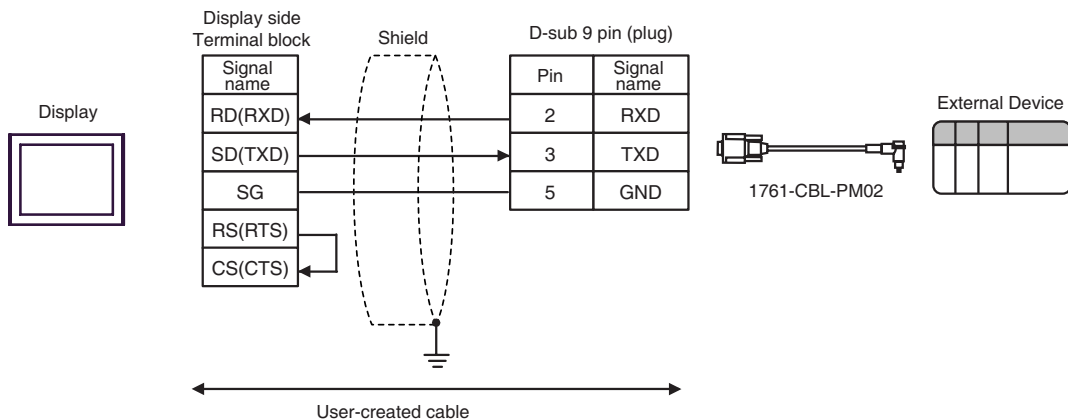 Display side
Terminal block
Shield
D-sub 9 pin (plug)
Signal
name
Pin
Signal
name
Display
RD(RXD)
2
RXD
External Device
SD(TXD)
3
TXD
SG
5
GND
1761-CBL-PM02
RS(RTS)
CS(CTS)
User-created cable